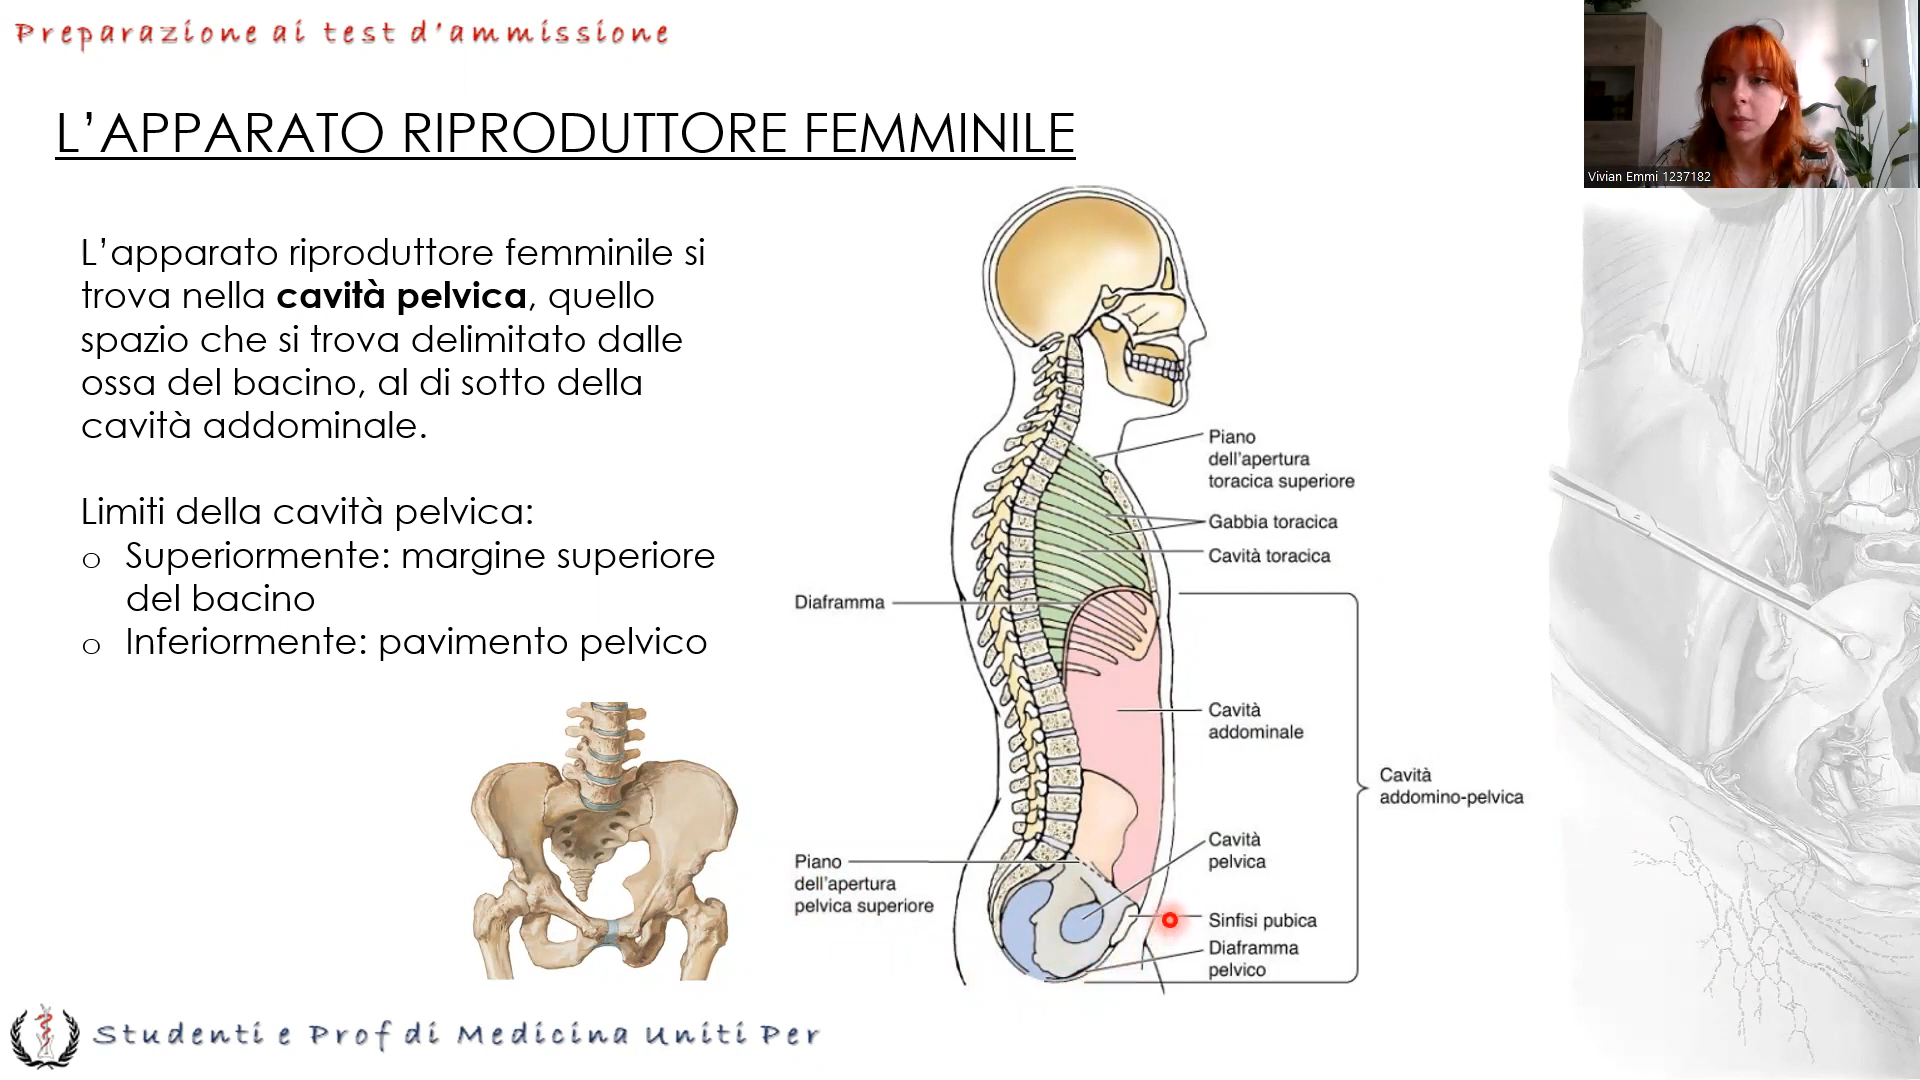 Preparazione ai test d'ammissione
L'APPARATO RIPRODUTTORE FEMMINILE
Vivian Emmi 1237182
L'apparato riproduttore femminile si
trova nella cavità pelvica, quello
spazio che si trova delimitato dalle
ossa del bacino, al di sotto della
cavità addominale.
Limiti della cavità pelvica:
o Superiormente: margine superiore
del bacino
o Inferiormente: pavimento pelvico
Piano
dell'apertura
toracica superiore
Gabbia toracica
Cavità toracica
Diaframma
Cavità
addominale
Cavità
addomino-pelvica
Cavità
pelvica
Piano
dell'apertura
pelvica superiore
Sinfisi pubica
Diaframma
pelvico
Studenti e Prof di Medicina Uniti Per